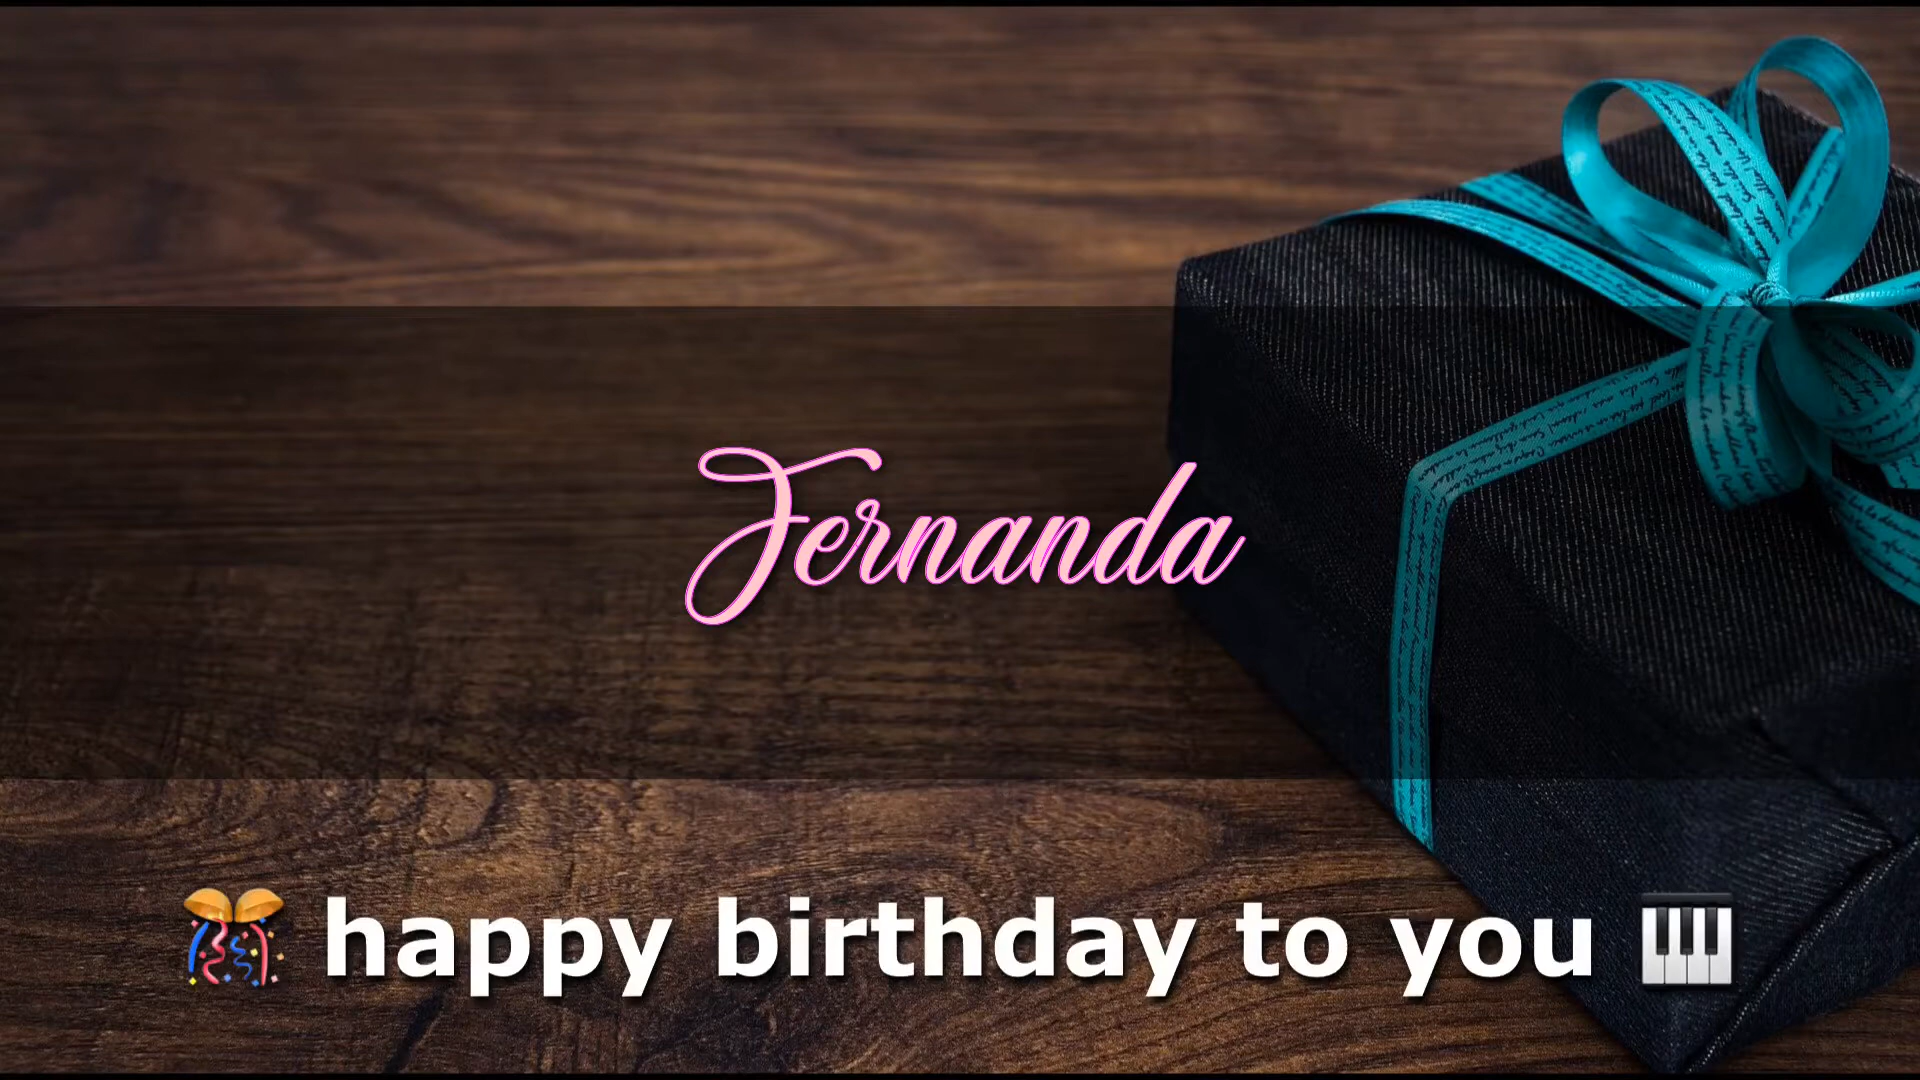 Fernanda
🎊 happy birthday to you 🎹